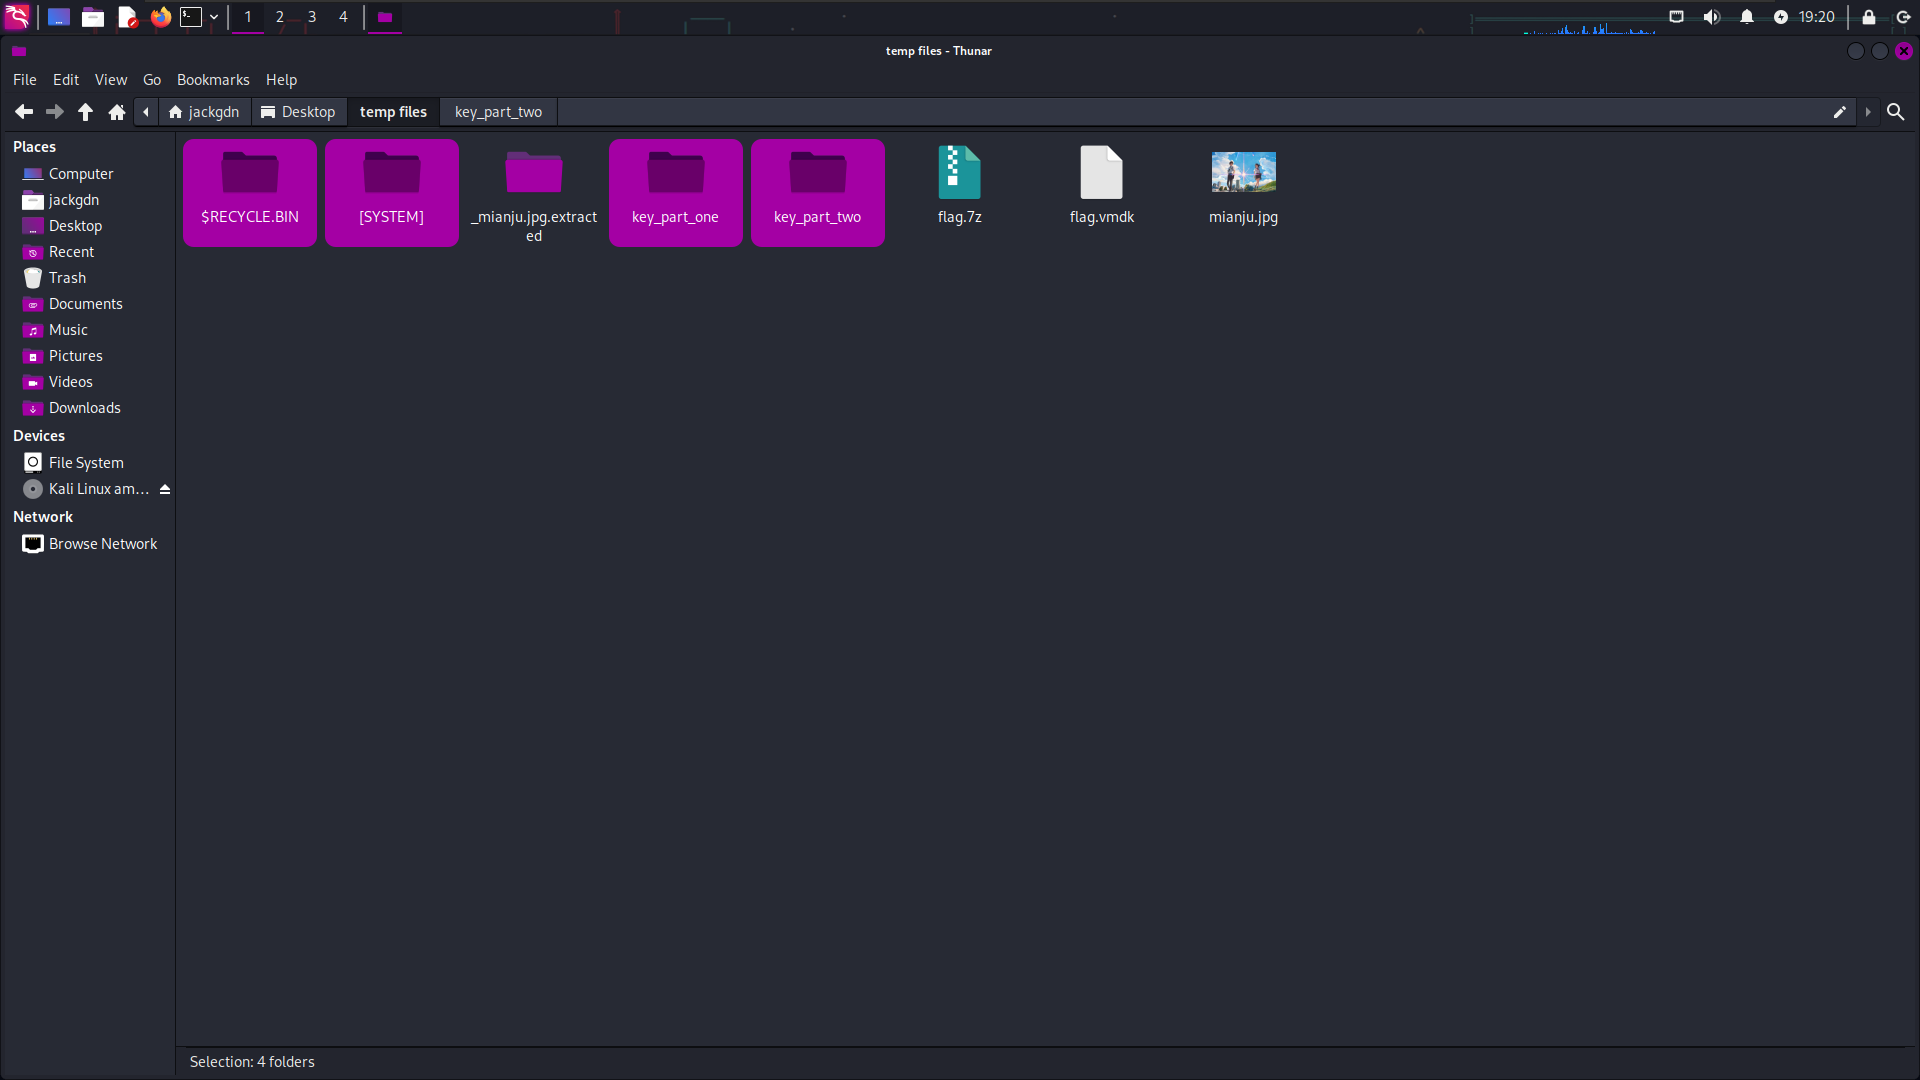 1 2 3 4 19:20
temp files - Thunar
File Edit View Go Bookmarks Help
jackgdn Desktop temp files key_part_two
Places
Computer
jackgdn
Desktop
Recent
Trash
Documents
Music
Pictures
Videos
Downloads
Devices
File System
Kali Linux am...
Network
Browse Network
$RECYCLE.BIN [SYSTEM] _mianju.jpg.extract key_part_one key_part_two flag.7z flag.vmdk mianju.jpg
ed
Selection: 4 folders